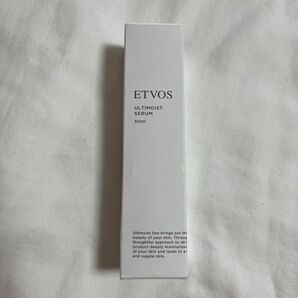 ETVOS
ULTIMOIST
SERUM
50ml
Ultimoist line brings out the
beauty of your skin. Through
thoughtful approach to skin
product deeply moisturizes
of your skin and leads to a
and supple skin.